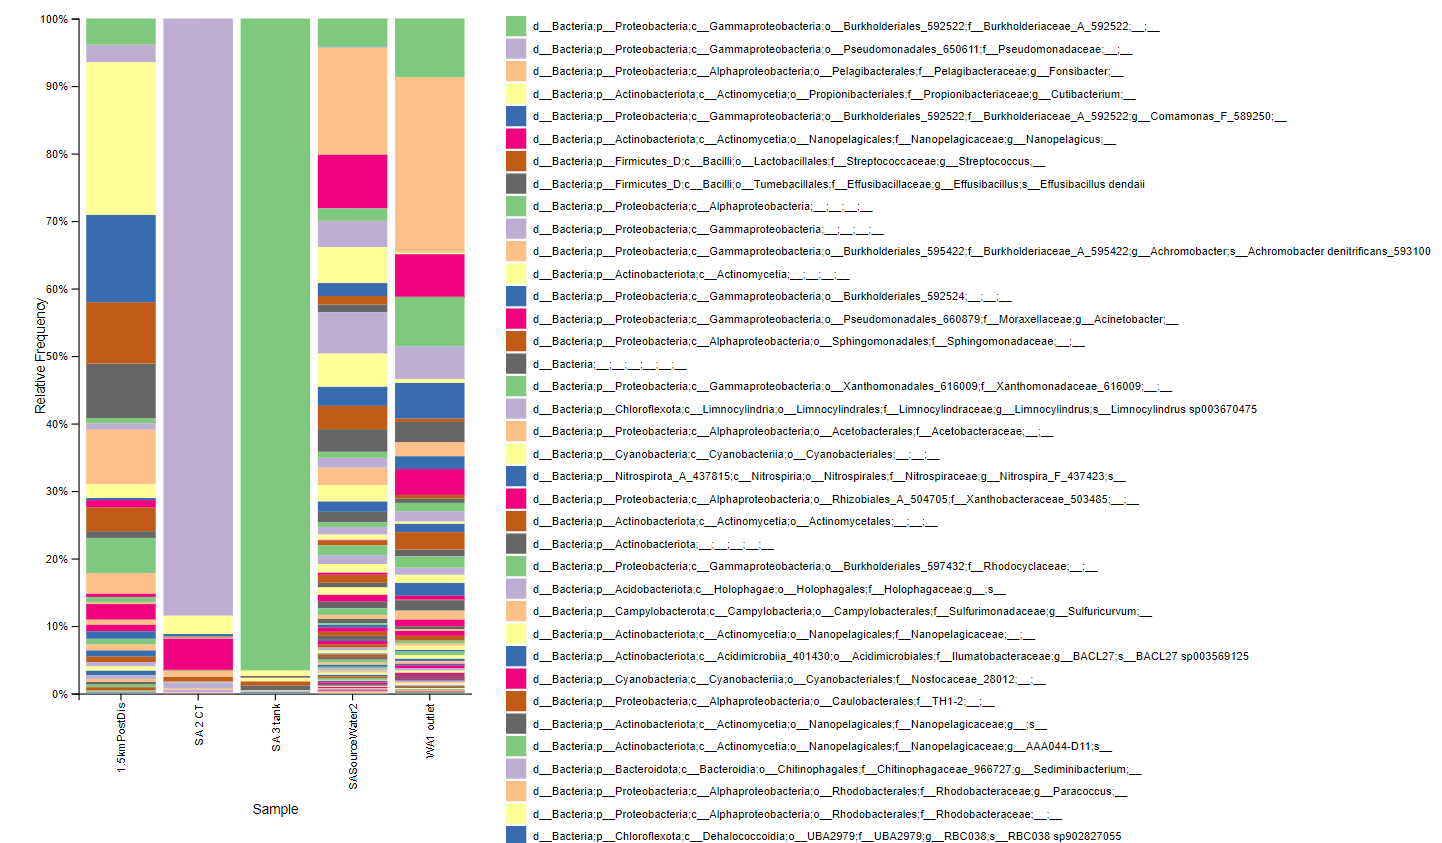 100%
90%
80%
70%
60%
50%
40%
30%
20%
10%
0%
Relative Frequency
1.5kmPostDis
SA 2 CT
SA 3 tank
SASourceWater2
WA1 outlet
Sample
d__Bacteria;p__Proteobacteria;c__Gammaproteobacteria;o__Burkholderiales_592522;f__Burkholderiaceae_A_592522;__;__
d__Bacteria;p__Proteobacteria;c__Gammaproteobacteria;o__Pseudomonadales_650611;f__Pseudomonadaceae;__;__
d__Bacteria;p__Proteobacteria;c__Alphaproteobacteria;o__Pelagibacterales;f__Pelagibacteraceae;g__Fonsibacter;__
d__Bacteria;p__Actinobacteriota;c__Actinomycetia;o__Propionibacteriales;f__Propionibacteriaceae;g__Cutibacterium;__
d__Bacteria;p__Proteobacteria;c__Gammaproteobacteria;o__Burkholderiales_592522;f__Burkholderiaceae_A_592522;g__Comamonas_F_589250;__
d__Bacteria;p__Actinobacteriota;c__Actinomycetia;o__Nanopelagicales;f__Nanopelagicaceae;g__Nanopelagicus;__
d__Bacteria;p__Firmicutes_D;c__Bacilli;o__Lactobacillales;f__Streptococcaceae;g__Streptococcus;__
d__Bacteria;p__Firmicutes_D;c__Bacilli;o__Tumebacillales;f__Effusibacillaceae;g__Effusibacillus;s__Effusibacillus dendaii
d__Bacteria;p__Proteobacteria;c__Alphaproteobacteria;__;__;__;__
d__Bacteria;p__Proteobacteria;c__Gammaproteobacteria;__;__;__;__
d__Bacteria;p__Proteobacteria;c__Gammaproteobacteria;o__Burkholderiales_595422;f__Burkholderiaceae_A_595422;g__Achromobacter;s__Achromobacter denitrificans_593100
d__Bacteria;p__Actinobacteriota;c__Actinomycetia;__;__;__;__
d__Bacteria;p__Proteobacteria;c__Gammaproteobacteria;o__Burkholderiales_592524;__;__;__
d__Bacteria;p__Proteobacteria;c__Gammaproteobacteria;o__Pseudomonadales_660879;f__Moraxellaceae;g__Acinetobacter;__
d__Bacteria;p__Proteobacteria;c__Alphaproteobacteria;o__Sphingomonadales;f__Sphingomonadaceae;__;__
d__Bacteria;__;__;__;__;__;__
d__Bacteria;p__Proteobacteria;c__Gammaproteobacteria;o__Xanthomonadales_616009;f__Xanthomonadaceae_616009;__;__
d__Bacteria;p__Chloroflexota;c__Limnocylindria;o__Limnocylindrales;f__Limnocylindraceae;g__Limnocylindrus;s__Limnocylindrus sp003670475
d__Bacteria;p__Proteobacteria;c__Alphaproteobacteria;o__Acetobacterales;f__Acetobacteraceae;__;__
d__Bacteria;p__Cyanobacteria;c__Cyanobacteriia;o__Cyanobacteriales;__;__;__
d__Bacteria;p__Nitrospirota_A_437815;c__Nitrospiria;o__Nitrospirales;f__Nitrospiraceae;g__Nitrospira_F_437423;s__
d__Bacteria;p__Proteobacteria;c__Alphaproteobacteria;o__Rhizobiales_A_504705;f__Xanthobacteraceae_503485;__;__
d__Bacteria;p__Actinobacteriota;c__Actinomycetia;o__Actinomycetales;__;__;__
d__Bacteria;p__Actinobacteriota;__;__;__;__;__
d__Bacteria;p__Proteobacteria;c__Gammaproteobacteria;o__Burkholderiales_597432;f__Rhodocyclaceae;__;__
d__Bacteria;p__Acidobacteriota;c__Holophagae;o__Holophagales;f__Holophagaceae;g__;s__
d__Bacteria;p__Campylobacterota;c__Campylobacteria;o__Campylobacterales;f__Sulfurimonadaceae;g__Sulfuricurvum;__
d__Bacteria;p__Actinobacteriota;c__Actinomycetia;o__Nanopelagicales;f__Nanopelagicaceae;__;__
d__Bacteria;p__Actinobacteriota;c__Acidimicrobiia_401430;o__Acidimicrobiales;f__Ilumatobacteraceae;g__BACL27;s__BACL27 sp003569125
d__Bacteria;p__Cyanobacteria;c__Cyanobacteriia;o__Cyanobacteriales;f__Nostocaceae_28012;__;__
d__Bacteria;p__Proteobacteria;c__Alphaproteobacteria;o__Caulobacterales;f__TH1-2;__;__
d__Bacteria;p__Actinobacteriota;c__Actinomycetia;o__Nanopelagicales;f__Nanopelagicaceae;g__;s__
d__Bacteria;p__Actinobacteriota;c__Actinomycetia;o__Nanopelagicales;f__Nanopelagicaceae;g__AAA044-D11;s__
d__Bacteria;p__Bacteroidota;c__Bacteroidia;o__Chitinophagales;f__Chitinophagaceae_966727;g__Sediminibacterium;__
d__Bacteria;p__Proteobacteria;c__Alphaproteobacteria;o__Rhodobacterales;f__Rhodobacteraceae;g__Paracoccus;__
d__Bacteria;p__Proteobacteria;c__Alphaproteobacteria;o__Rhodobacterales;f__Rhodobacteraceae;__;__
d__Bacteria;p__Chloroflexota;c__Dehalococcoidia;o__UBA2979;f__UBA2979;g__RBC038;s__RBC038 sp902827055